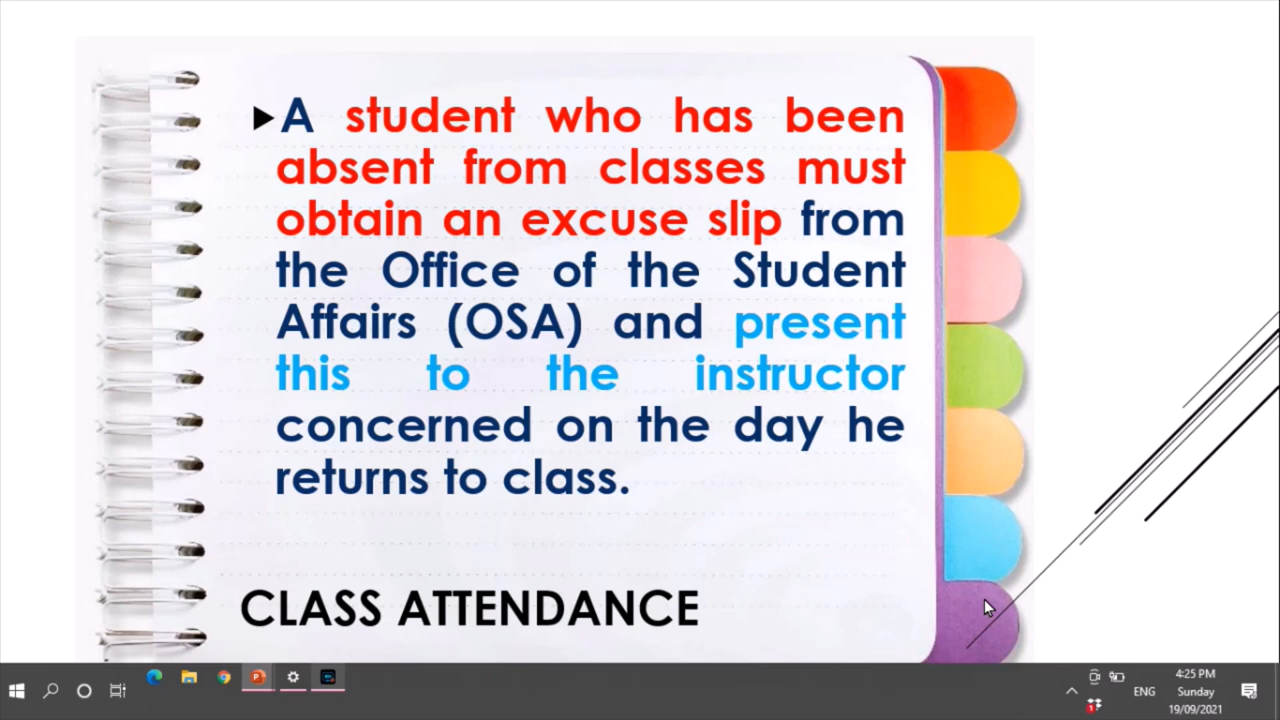 A student who has been
absent from classes must
obtain an excuse slip from
the Office of the Student
Affairs (OSA) and present
this to the instructor
concerned on the day he
returns to class.
CLASS ATTENDANCE
4:25 PM
ENG Sunday
19/09/2021